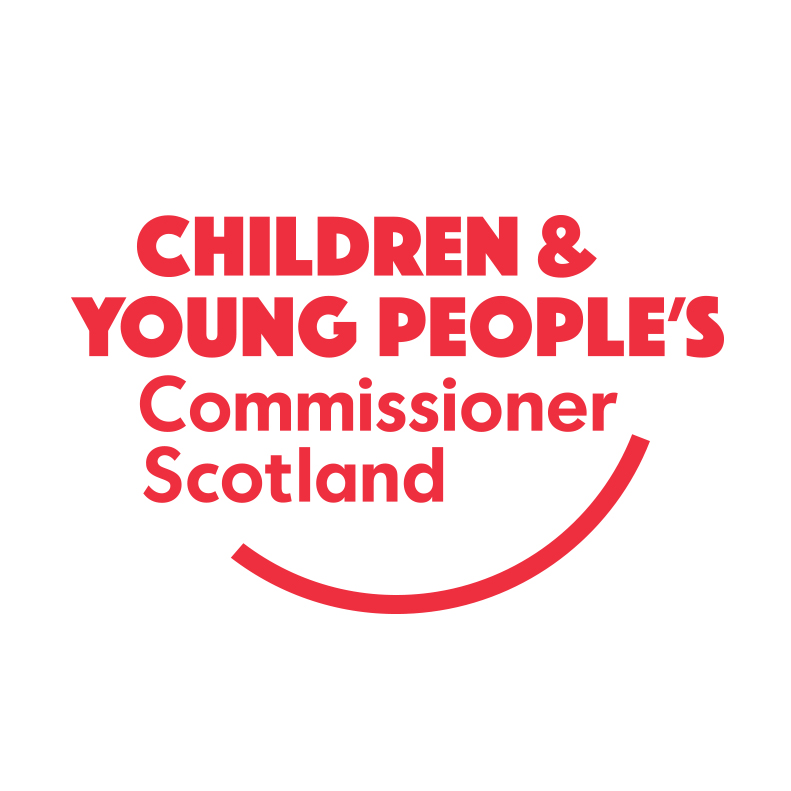 CHILDREN &
YOUNG PEOPLE’S
Commissioner
Scotland